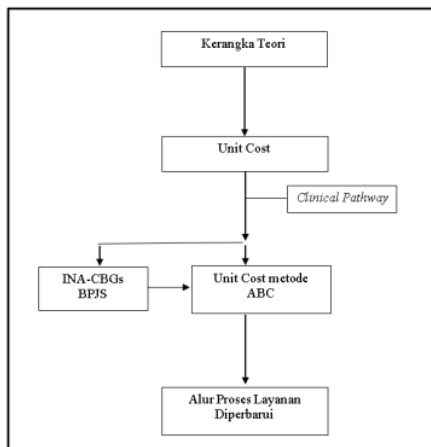 Kerangka Teori
Unit Cost
Clinical Pathway
INA-CBGs
BPJS
Unit Cost metode
ABC
Alur Proses Layanan
Diperbarui